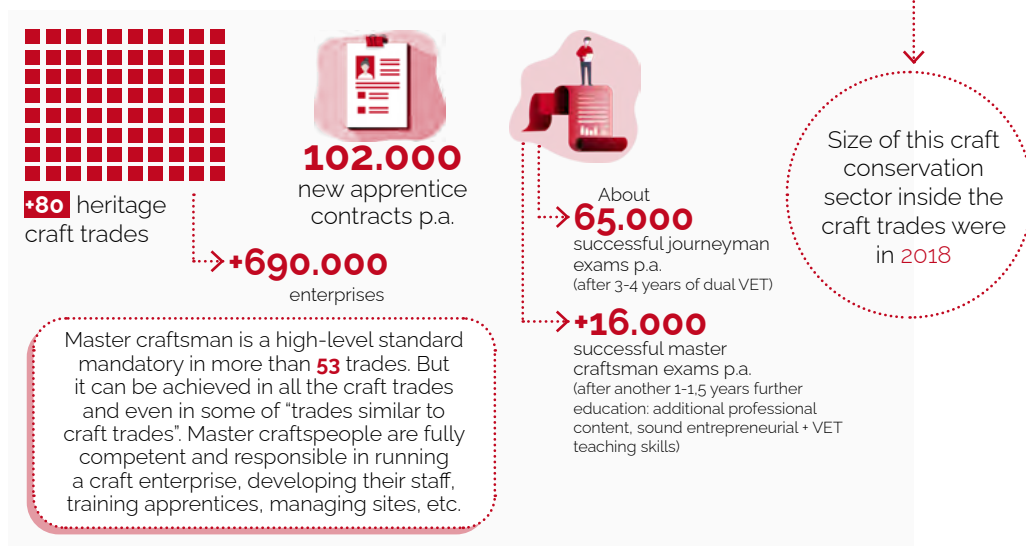 +80 heritage
craft trades
+690.000
enterprises
102.000
new apprentice
contracts p.a.
About
65.000
successful journeyman
exams p.a.
(after 3-4 years of dual VET)
+16.000
successful master
craftsman exams p.a.
(after another 1-1,5 years further
education: additional professional
content, sound entrepreneurial + VET
teaching skills)
Size of this craft
conservation
sector inside the
craft trades were
in 2018
Master craftsman is a high-level standard
mandatory in more than 53 trades. But
it can be achieved in all the craft trades
and even in some of “trades similar to
craft trades”. Master craftspeople are fully
competent and responsible in running
a craft enterprise, developing their staff,
training apprentices, managing sites, etc.